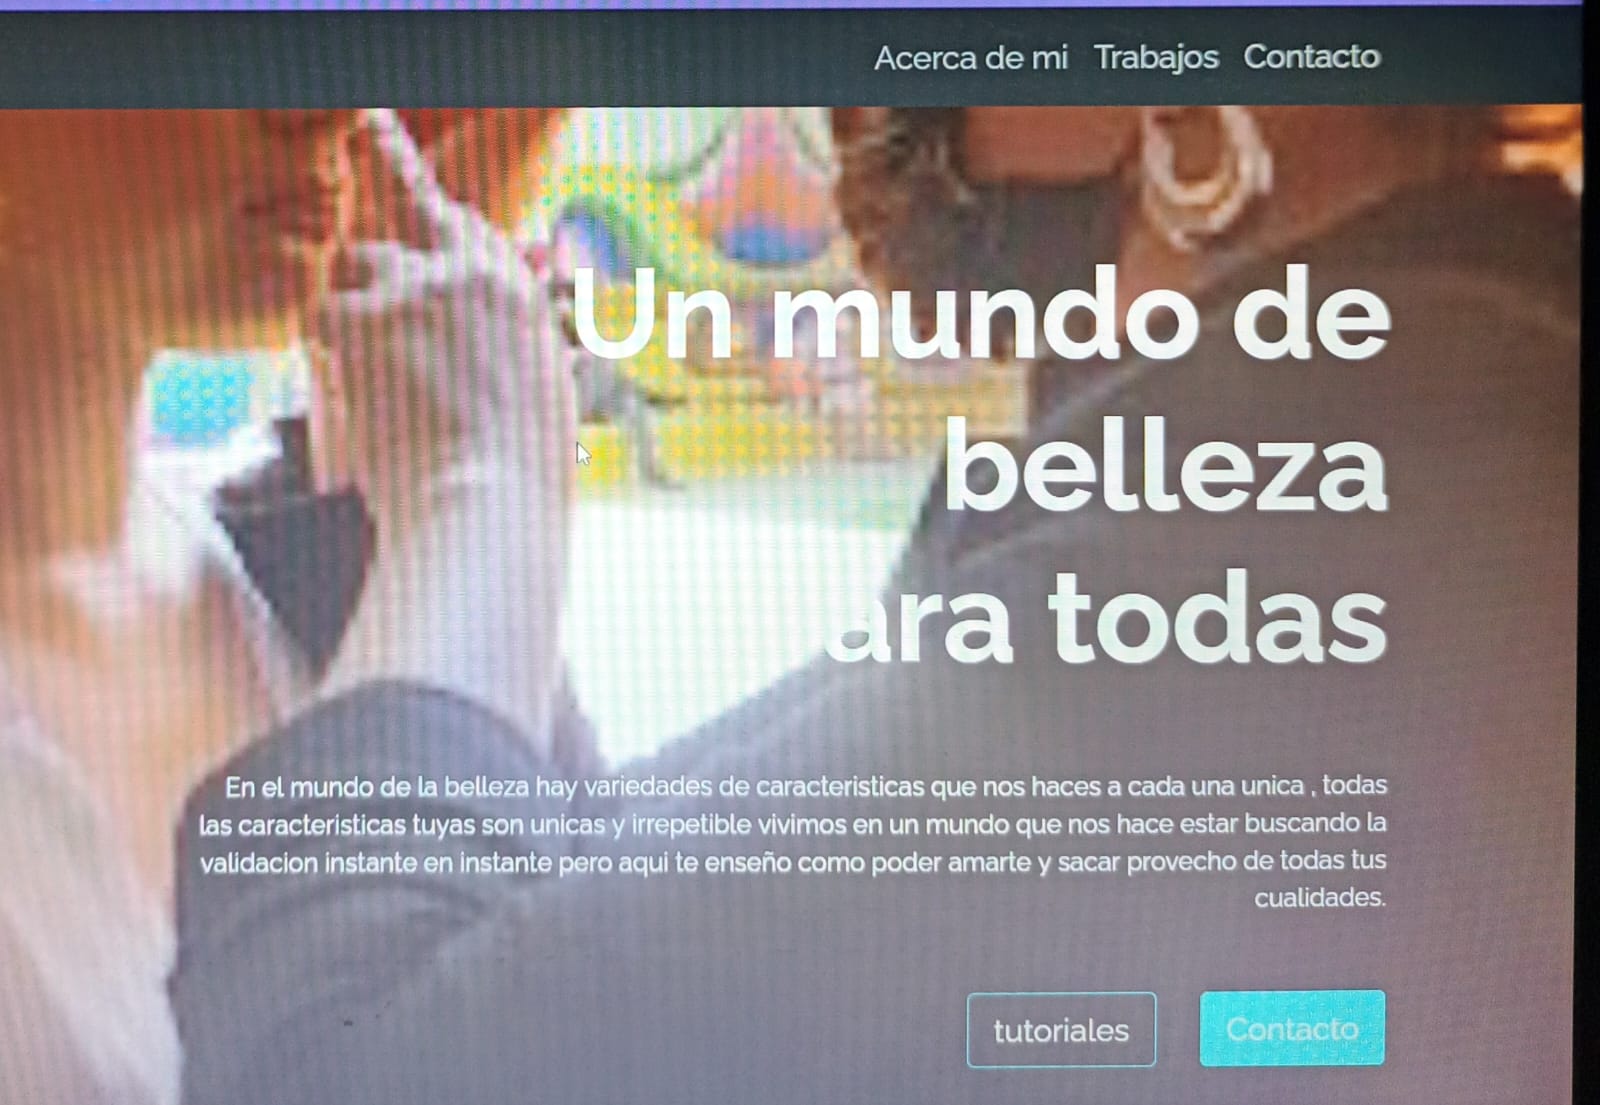 Acerca de mi Trabajos Contacto
Un mundo de
belleza
ara todas
En el mundo de la belleza hay variedades de caracteristicas que nos haces a cada una unica , todas
las caracteristicas tuyas son unicas y irrepetible vivimos en un mundo que nos hace estar buscando la
validacion instante en instante pero aqui te enseño como poder amarte y sacar provecho de todas tus
cualidades.
tutoriales Contacto